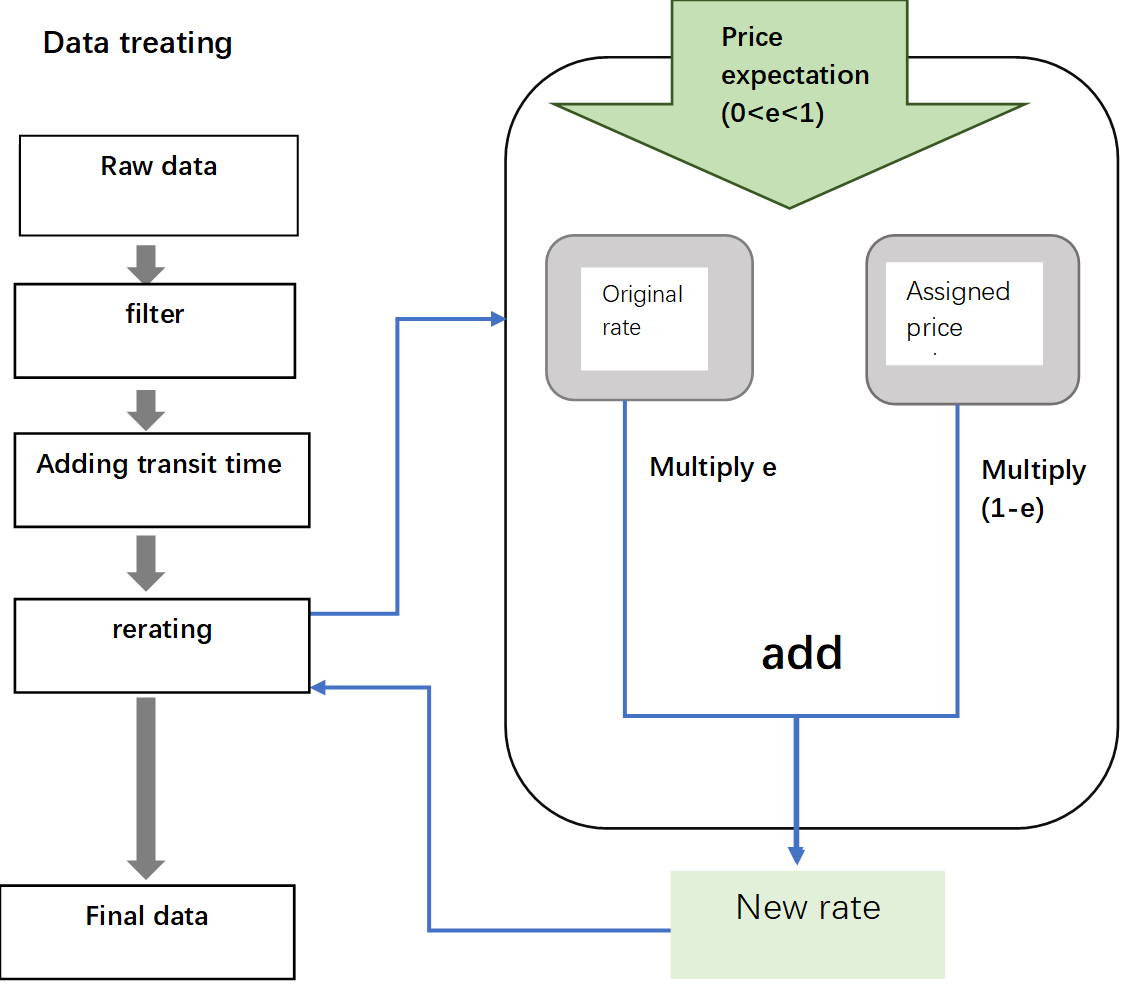 Data treating
Raw data
filter
Adding transit time
rerating
Final data
Price
expectation
(0<e<1)
Original
rate
Assigned
price
.
Multiply e
Multiply
(1-e)
add
New rate